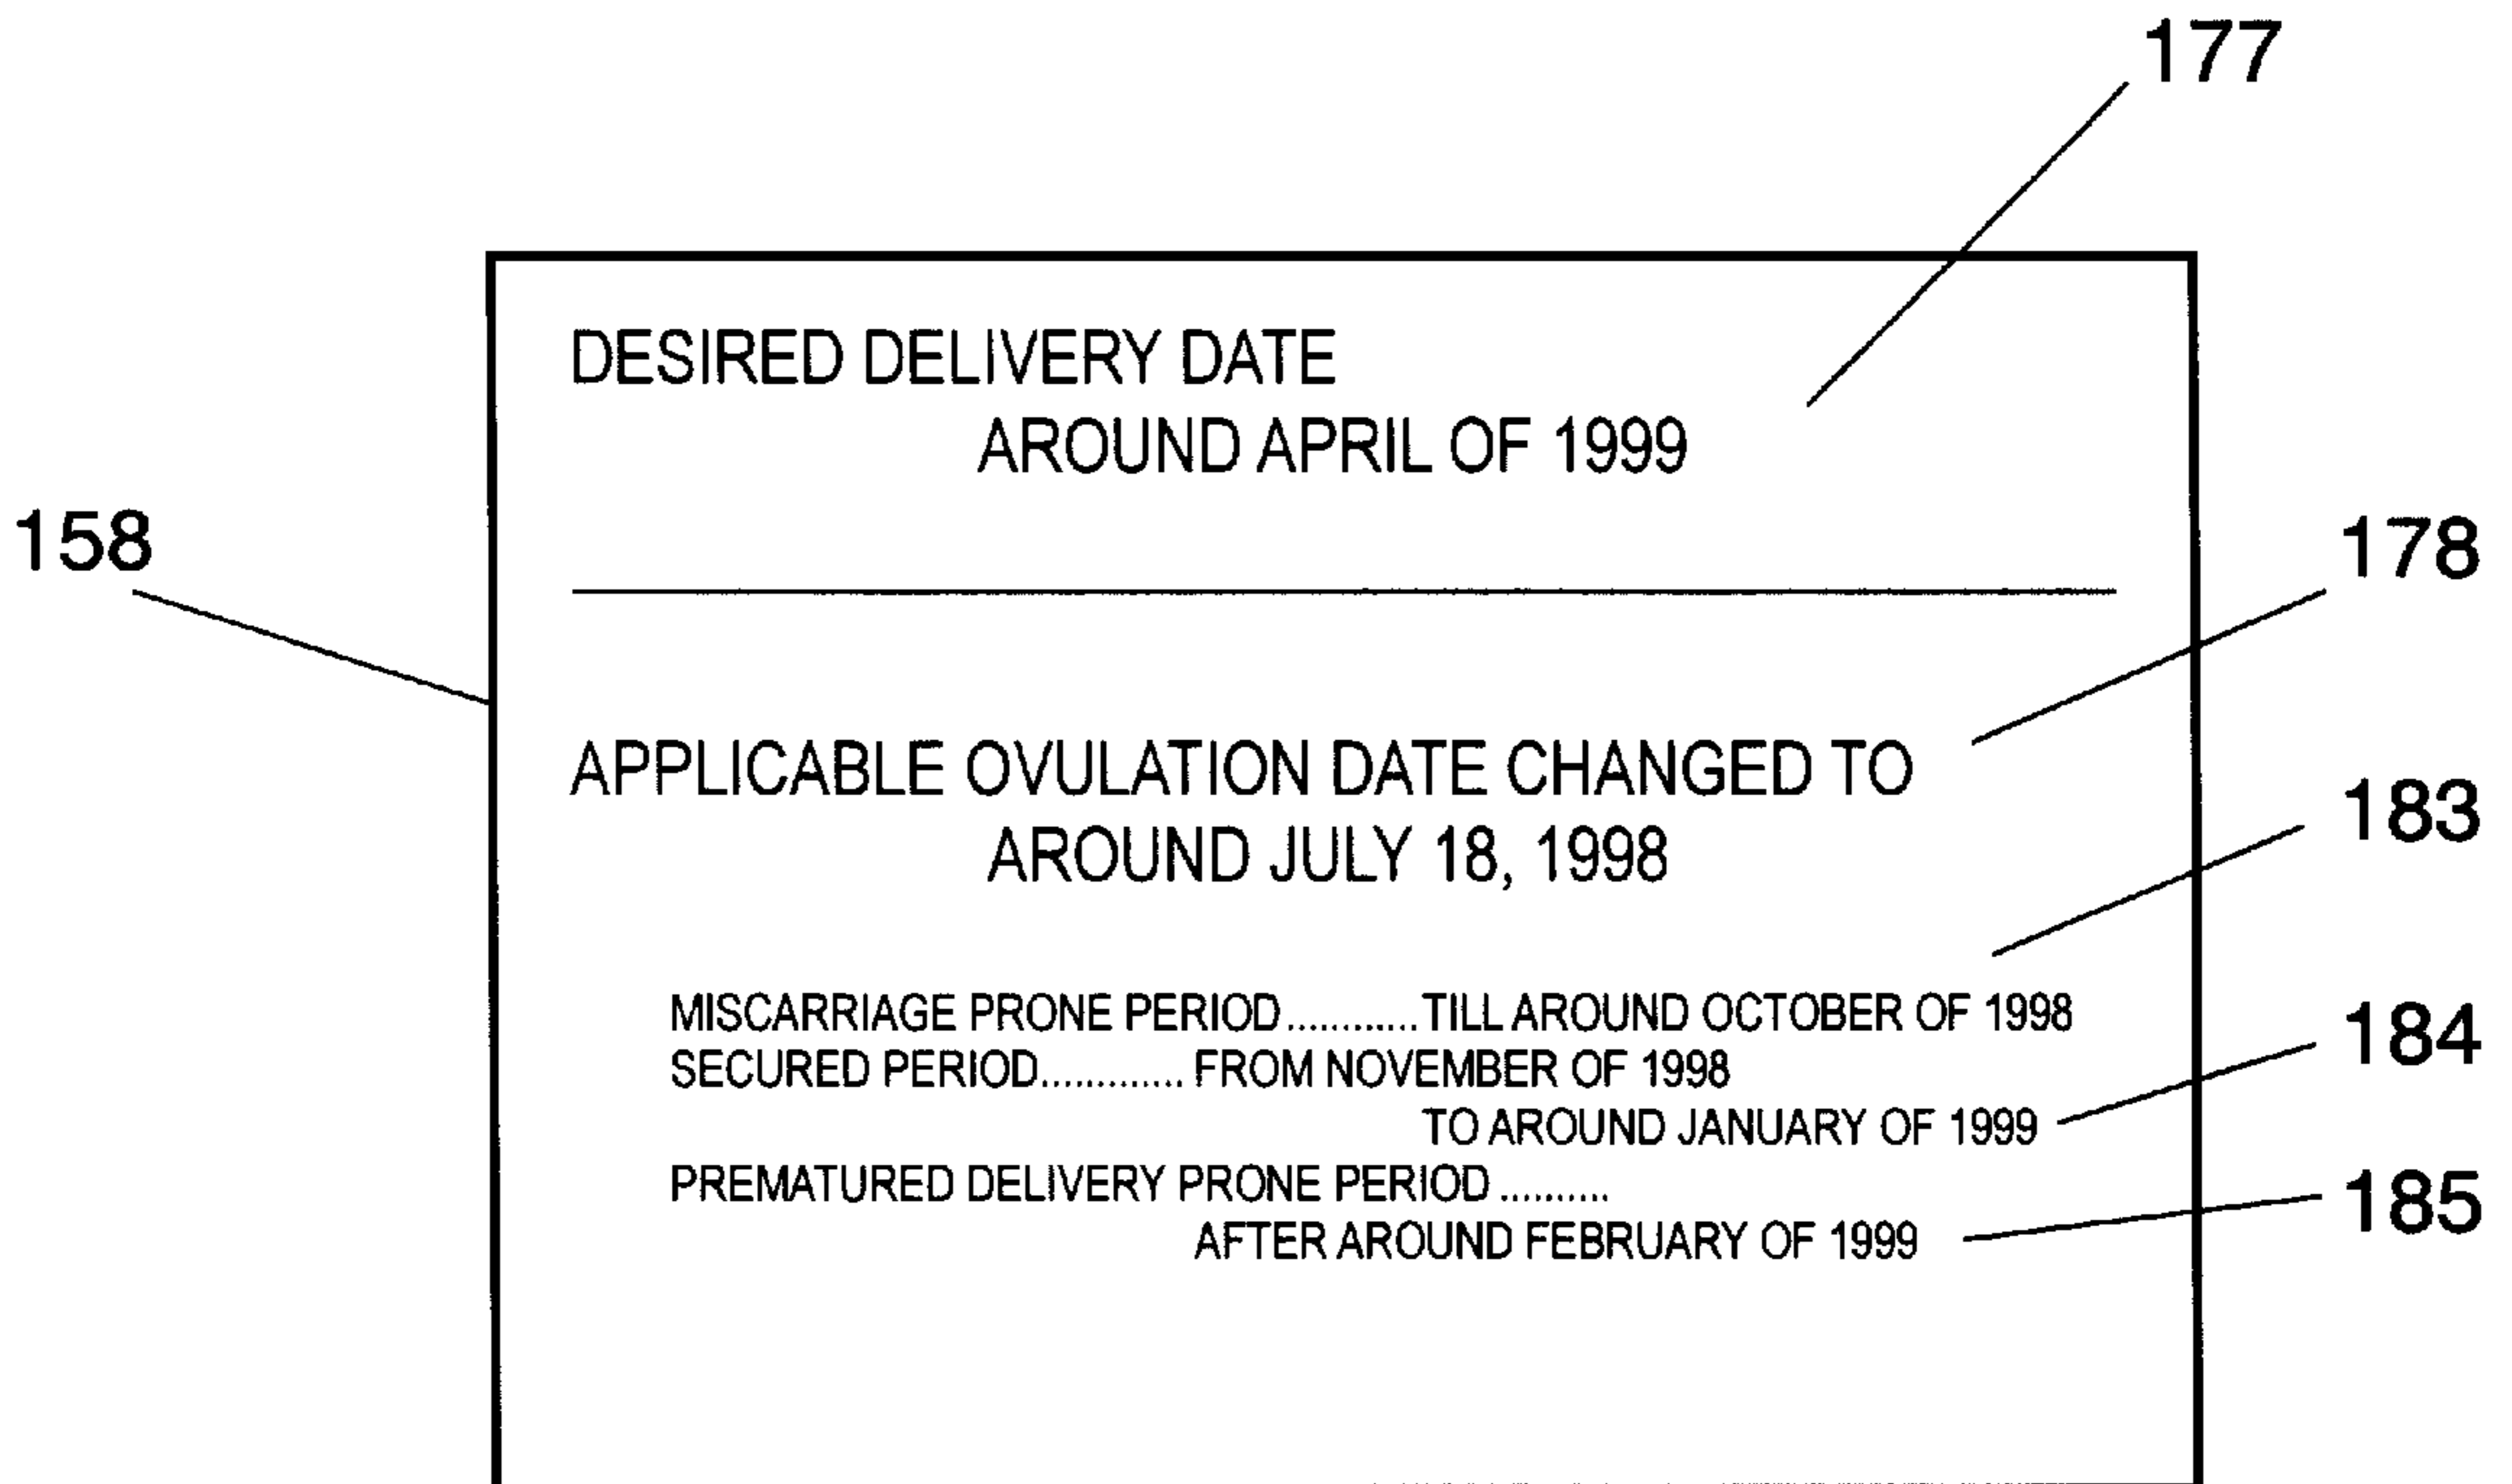 177
DESIRED DELIVERY DATE
AROUND APRIL OF 1999
158
178
APPLICABLE OVULATION DATE CHANGED TO
AROUND JULY 18, 1998
183
MISCARRIAGE PRONE PERIOD............TILL AROUND OCTOBER OF 1998
SECURED PERIOD............. FROM NOVEMBER OF 1998
184
TO AROUND JANUARY OF 1999
PREMATURED DELIVERY PRONE PERIOD ..........
185
AFTER AROUND FEBRUARY OF 1999